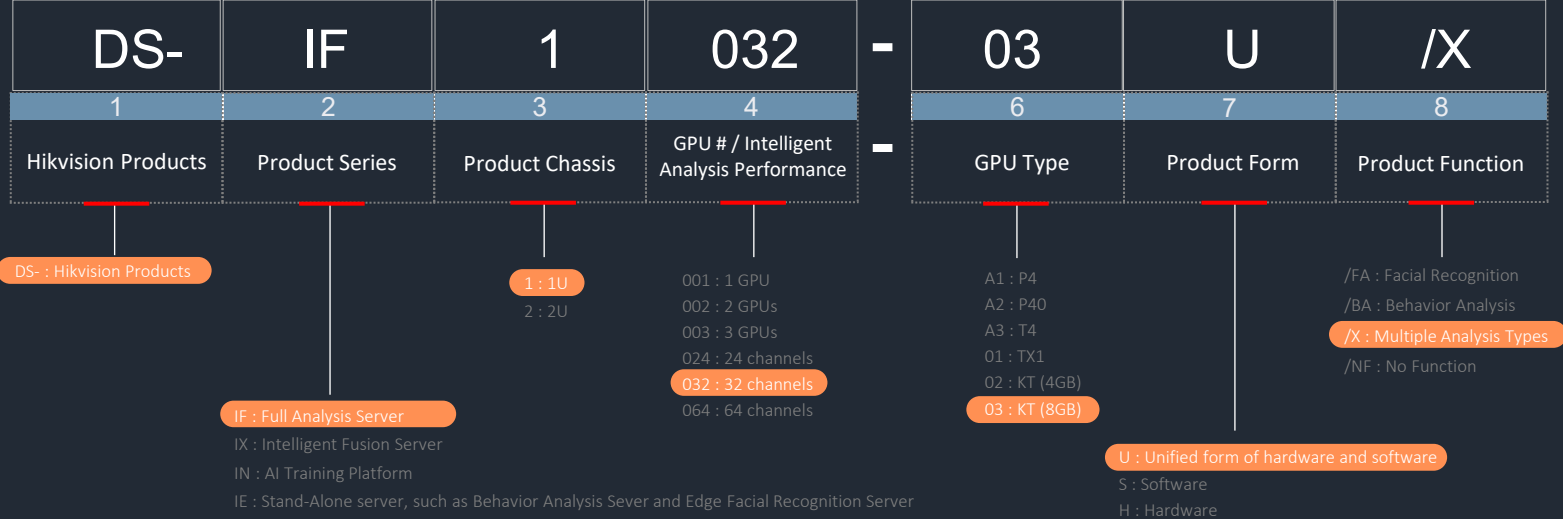 DS- IF 1 032 - 03 U /X
1 2 3 4 6 7 8
Hikvision Products
Product Series
Product Chassis
GPU # / Intelligent
Analysis Performance
-
GPU Type
Product Form
Product Function
DS- : Hikvision Products
IF : Full Analysis Server
IX : Intelligent Fusion Server
IN : AI Training Platform
IE : Stand-Alone server, such as Behavior Analysis Sever and Edge Facial Recognition Server
1 : 1U
2 : 2U
001 : 1 GPU
002 : 2 GPUs
003 : 3 GPUs
024 : 24 channels
032 : 32 channels
064 : 64 channels
A1 : P4
A2 : P40
A3 : T4
01 : TX1
02 : KT (4GB)
03 : KT (8GB)
U : Unified form of hardware and software
S : Software
H : Hardware
/FA : Facial Recognition
/BA : Behavior Analysis
/X : Multiple Analysis Types
/NF : No Function